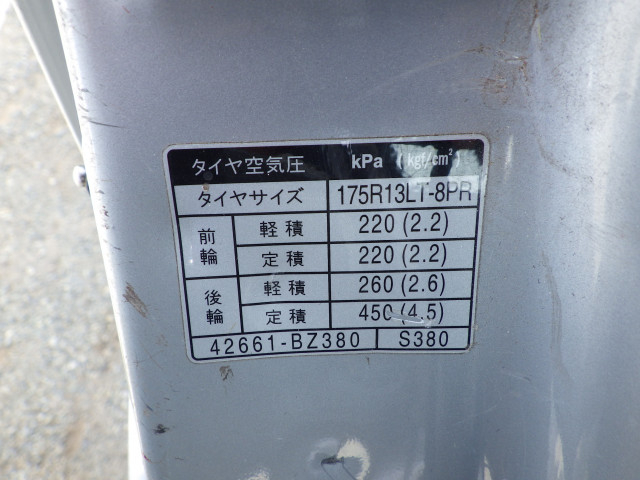 タイヤ空気圧 kPa (kgf/cm²)
タイヤサイズ 175R13LT-8PR
前輪 軽積 220 (2.2)
定積 220 (2.2)
後輪 軽積 260 (2.6)
定積 450 (4.5)
42661-BZ380 S380